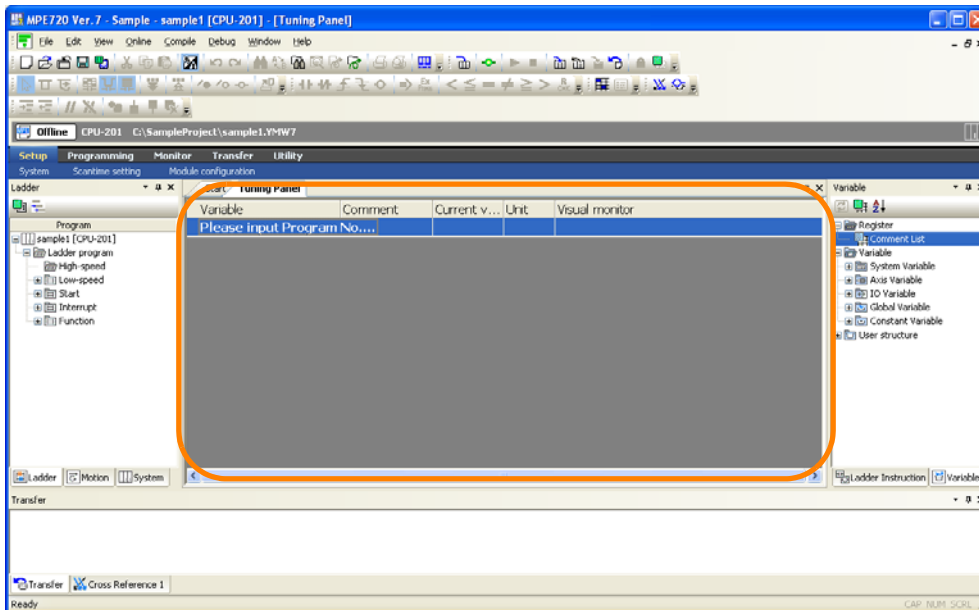 MPE720 Ver.7 - Sample - sample1 [CPU-201] - [Tuning Panel]
File Edit View Online Compile Debug Window Help
Offline CPU-201 C:\SampleProject\sample1.YMW7
Setup Programming Monitor Transfer Utility
System Scantime setting Module configuration
Ladder
Program
sample1 [CPU-201]
Ladder program
High-speed
Low-speed
Start
Interrupt
Function
Ladder Motion System
Start Tuning Panel
Variable Comment Current v... Unit Visual monitor
Please input Program No....
Variable
Register
Comment List
Variable
System Variable
Axis Variable
IO Variable
Global Variable
Constant Variable
User structure
Ladder Instruction Variable
Transfer
Transfer Cross Reference 1
Ready
CAP NUM SCRL